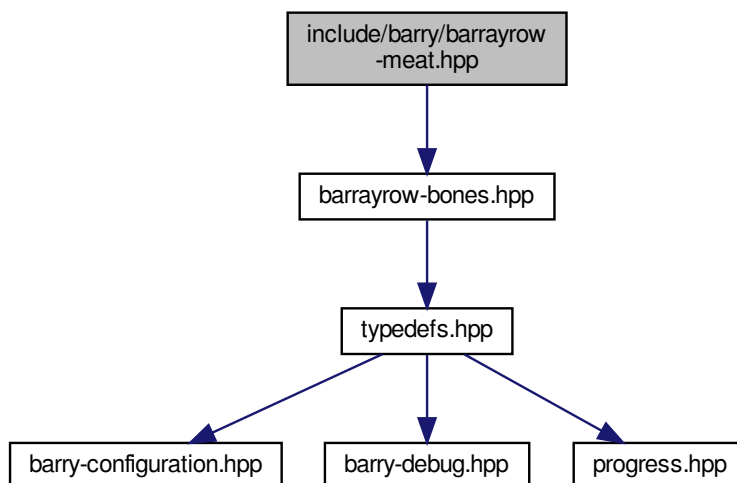 include/barry/barrayrow
-meat.hpp
barrayrow-bones.hpp
typedefs.hpp
barry-configuration.hpp
barry-debug.hpp
progress.hpp